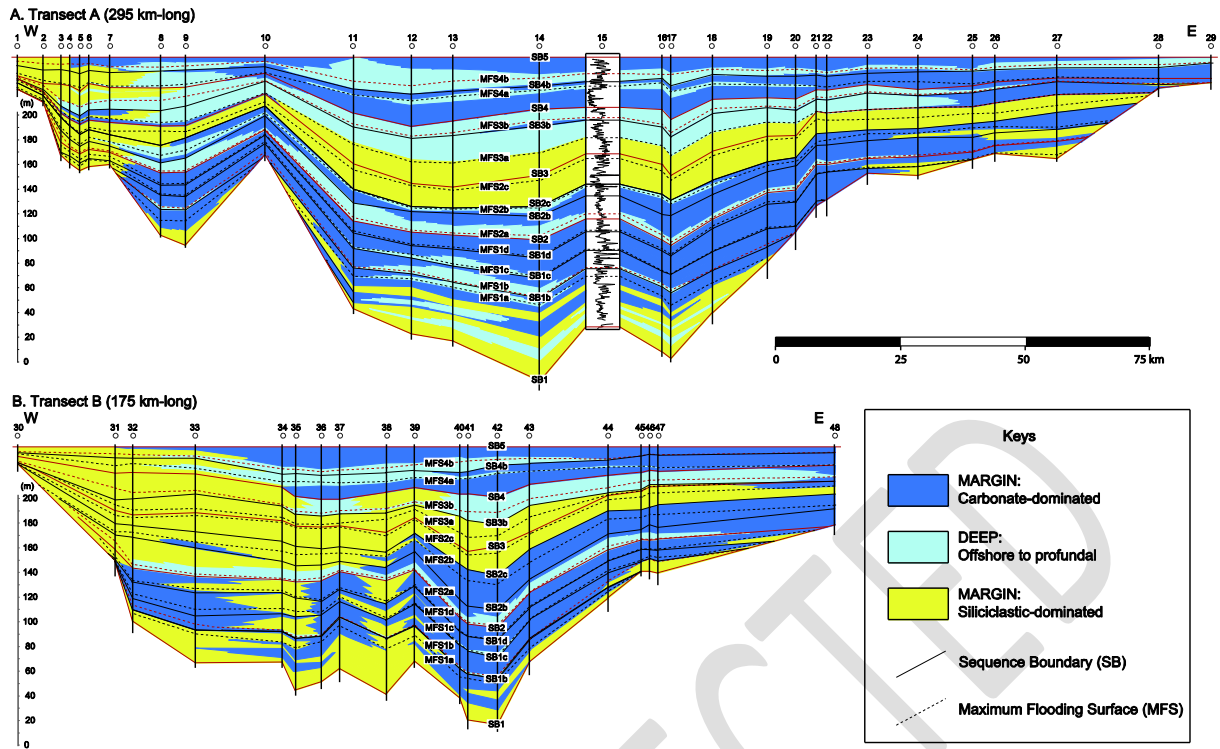 A. Transect A (295 km-long)
W
E
1 2 3 4 5 6 7 8 9 10 11 12 13 14 15 16 17 18 19 20 21 22 23 24 25 26 27 28 29
(m)
200
180
160
140
120
100
80
60
40
20
0
SB5
MFS4b
SB4b
MFS4a
SB4
MFS3b
SB3b
MFS3a
SB3
MFS2c
SB2c
MFS2b
SB2b
MFS2a
SB2
MFS1d
SB1d
MFS1c
SB1c
MFS1b
SB1b
MFS1a
SB1
0 25 50 75 km
B. Transect B (175 km-long)
W
E
30 31 32 33 34 35 36 37 38 39 40 41 42 43 44 45 46 47 48
(m)
200
180
160
140
120
100
80
60
40
20
0
SB5
MFS4b
SB4b
MFS4a
SB4
MFS3b
SB3b
MFS3a
SB3
MFS2c
MFS2b
SB2c
MFS2a
SB2b
MFS1d
SB2
MFS1c
SB1d
MFS1b
SB1c
MFS1a
SB1b
SB1
Keys
MARGIN:
Carbonate-dominated
DEEP:
Offshore to profundal
MARGIN:
Siliciclastic-dominated
Sequence Boundary (SB)
Maximum Flooding Surface (MFS)
CTED